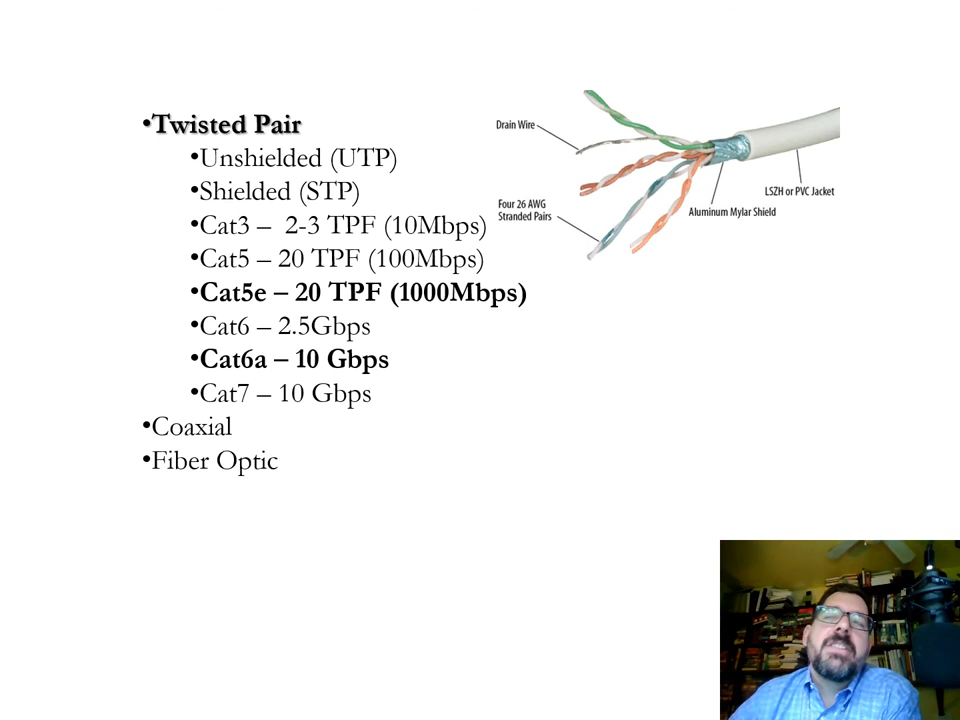 •Twisted Pair
•Unshielded (UTP)
•Shielded (STP)
•Cat3 – 2-3 TPF (10Mbps)
•Cat5 – 20 TPF (100Mbps)
•Cat5e – 20 TPF (1000Mbps)
•Cat6 – 2.5Gbps
•Cat6a – 10 Gbps
•Cat7 – 10 Gbps
•Coaxial
•Fiber Optic
Drain Wire
Four 26 AWG
Stranded Pairs
Aluminum Mylar Shield
LSZH or PVC Jacket